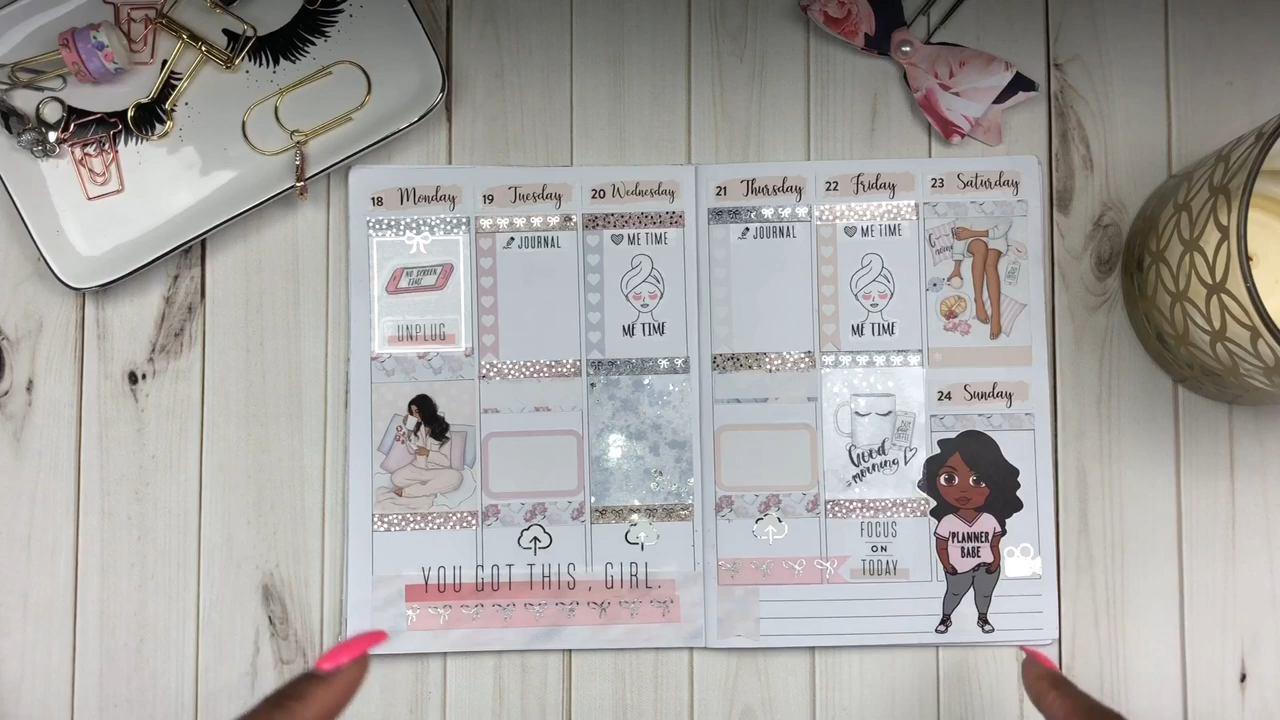 18 Monday
NO SCREEN
TIME
UNPLUG
19 Tuesday
JOURNAL
20 Wednesday
ME TIME
ME TIME
YOU GOT THIS, GIRL.
21 Thursday
JOURNAL
22 Friday
ME TIME
ME TIME
Good
morning
FOCUS
ON
TODAY
23 Saturday
24 Sunday
PLANNER
BABE